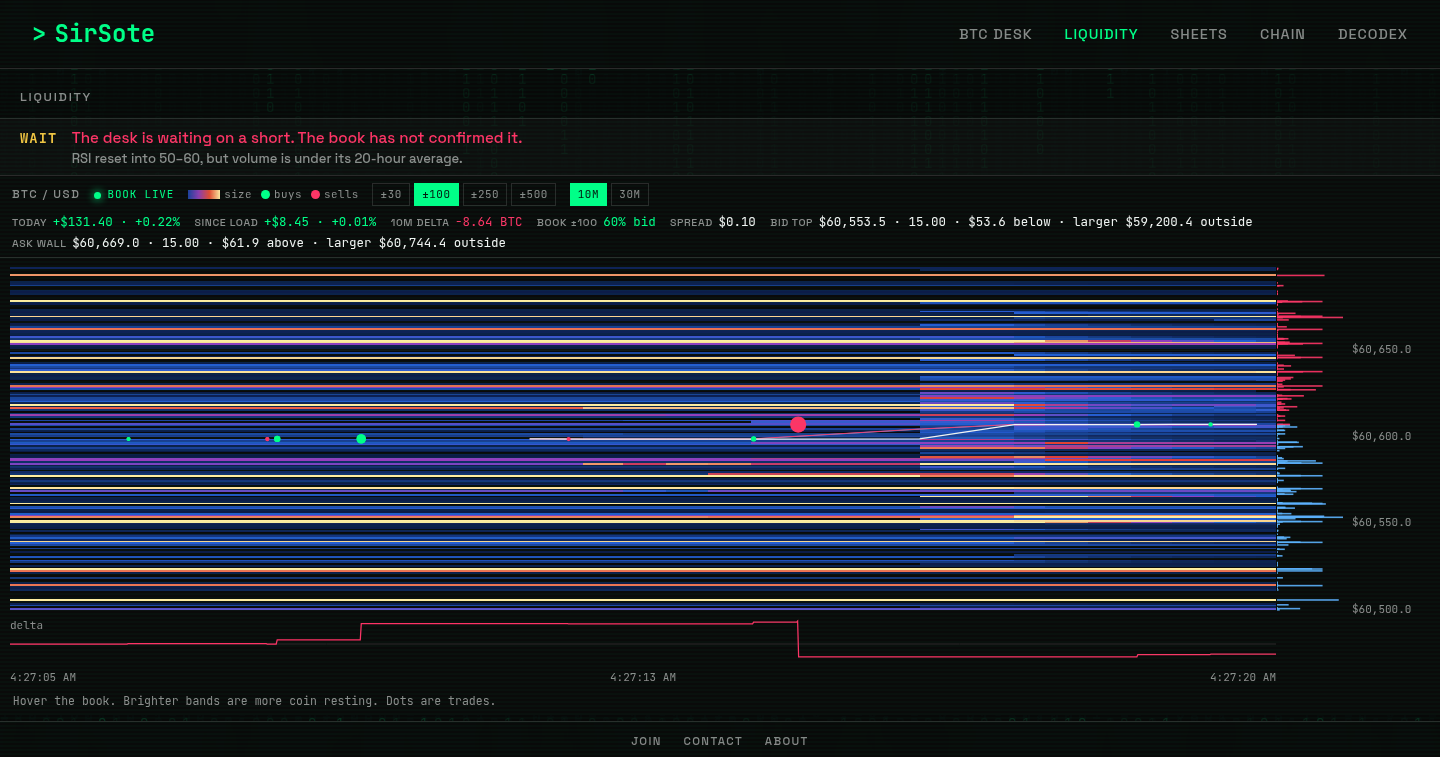 > SirSote
BTC DESK LIQUIDITY SHEETS CHAIN DECODEX
LIQUIDITY
WAIT The desk is waiting on a short. The book has not confirmed it.
RSI reset into 50–60, but volume is under its 20-hour average.
BTC / USD BOOK LIVE size buys sells ±30 ±100 ±250 ±500 10M 30M
TODAY +$131.40 · +0.22% SINCE LOAD +$8.45 · +0.01% 10M DELTA -8.64 BTC BOOK ±100 60% bid SPREAD $0.10 BID TOP $60,553.5 · 15.00 · $53.6 below · larger $59,200.4 outside
ASK WALL $60,669.0 · 15.00 · $61.9 above · larger $60,744.4 outside
$60,650.0
$60,600.0
$60,550.0
$60,500.0
delta
4:27:05 AM 4:27:13 AM 4:27:20 AM
Hover the book. Brighter bands are more coin resting. Dots are trades.
JOIN CONTACT ABOUT